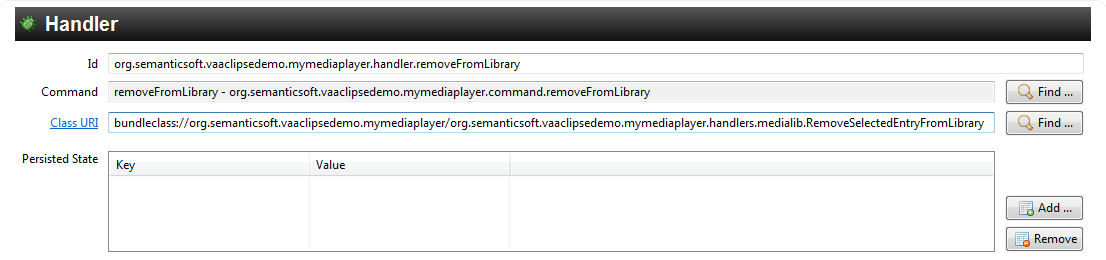 Handler
Id org.semanticsoft.vaaclipsedemo.mymediaplayer.handler.removeFromLibrary
Command removeFromLibrary - org.semanticsoft.vaaclipsedemo.mymediaplayer.command.removeFromLibrary Find ...
Class URI bundleclass://org.semanticsoft.vaaclipsedemo.mymediaplayer/org.semanticsoft.vaaclipsedemo.mymediaplayer.handlers.medialib.RemoveSelectedEntryFromLibrary Find ...
Persisted State Key Value
Add ...
Remove